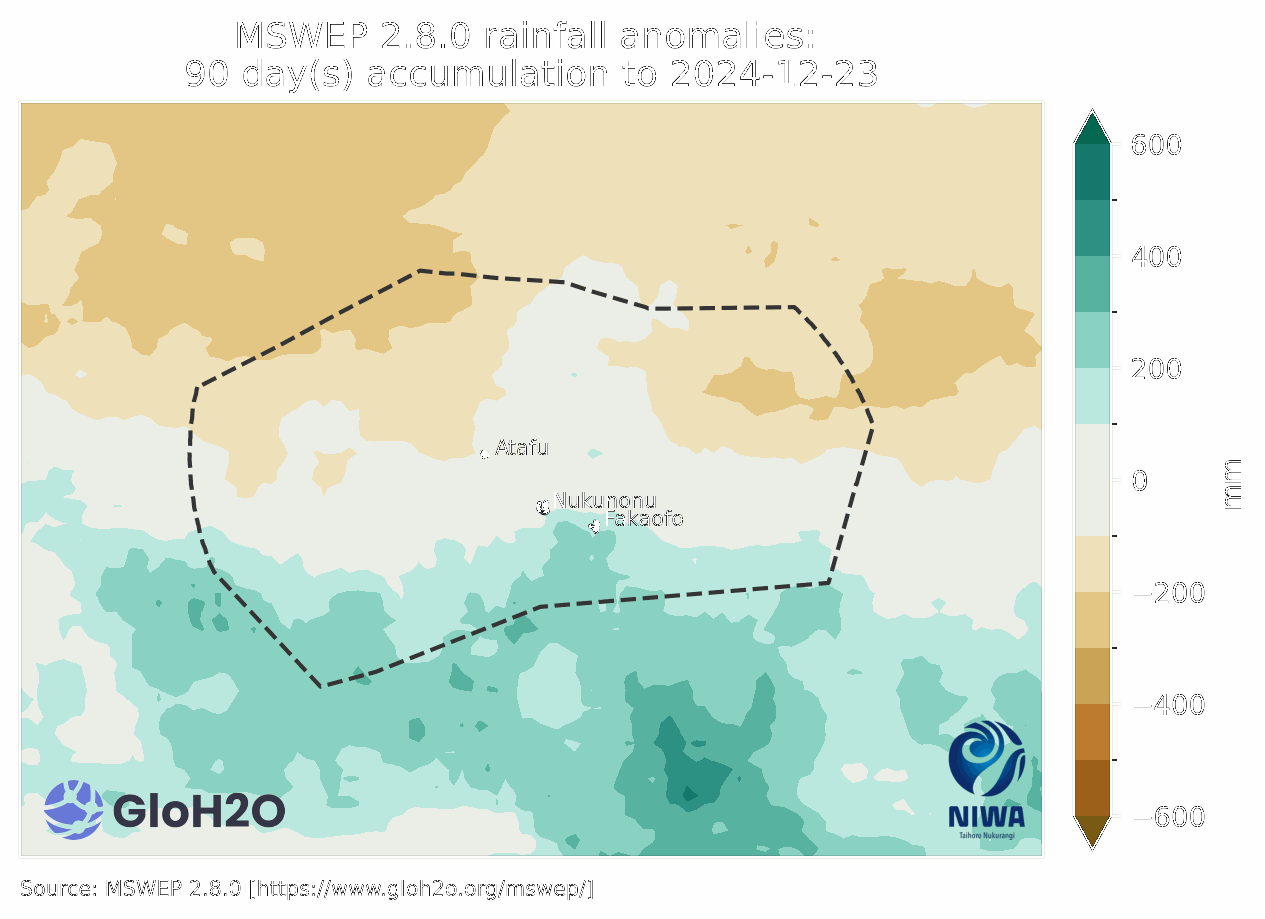 MSWEP 2.8.0 rainfall anomalies:
90 day(s) accumulation to 2024-12-23
600
400
200
0
−200
−400
−600
mm
Atafu
Nukunonu
Fakaofo
GloH2O
NIWA
Taihoro Nukurangi
Source: MSWEP 2.8.0 [https://www.gloh2o.org/mswep/]